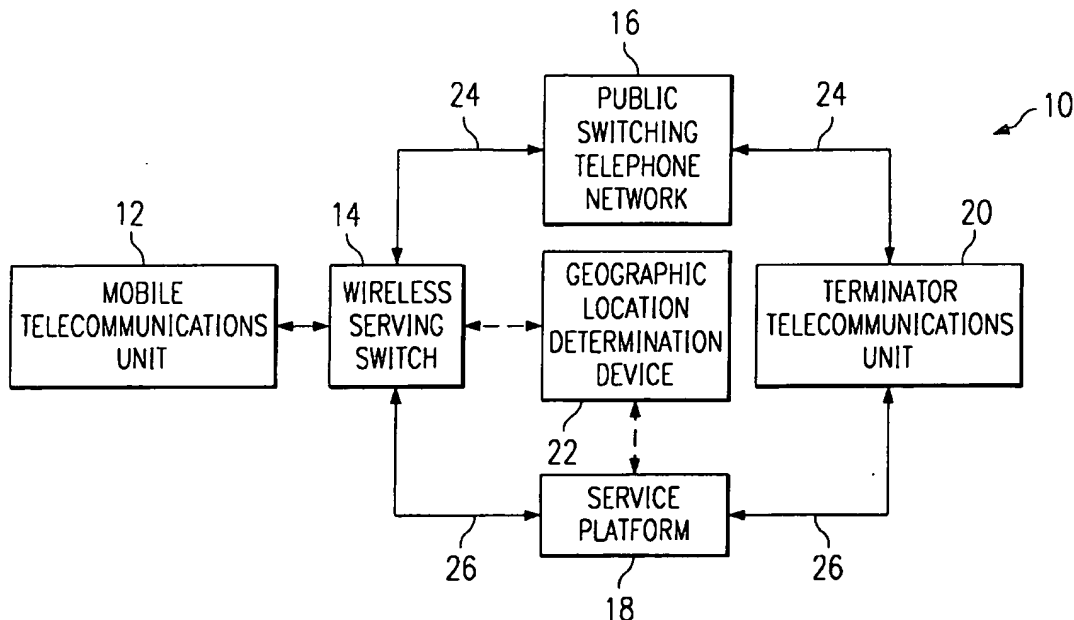 16
PUBLIC
SWITCHING
TELEPHONE
NETWORK
24
24
10
12
MOBILE
TELECOMMUNICATIONS
UNIT
14
WIRELESS
SERVING
SWITCH
GEOGRAPHIC
LOCATION
DETERMINATION
DEVICE
22
20
TERMINATOR
TELECOMMUNICATIONS
UNIT
SERVICE
PLATFORM
18
26
26